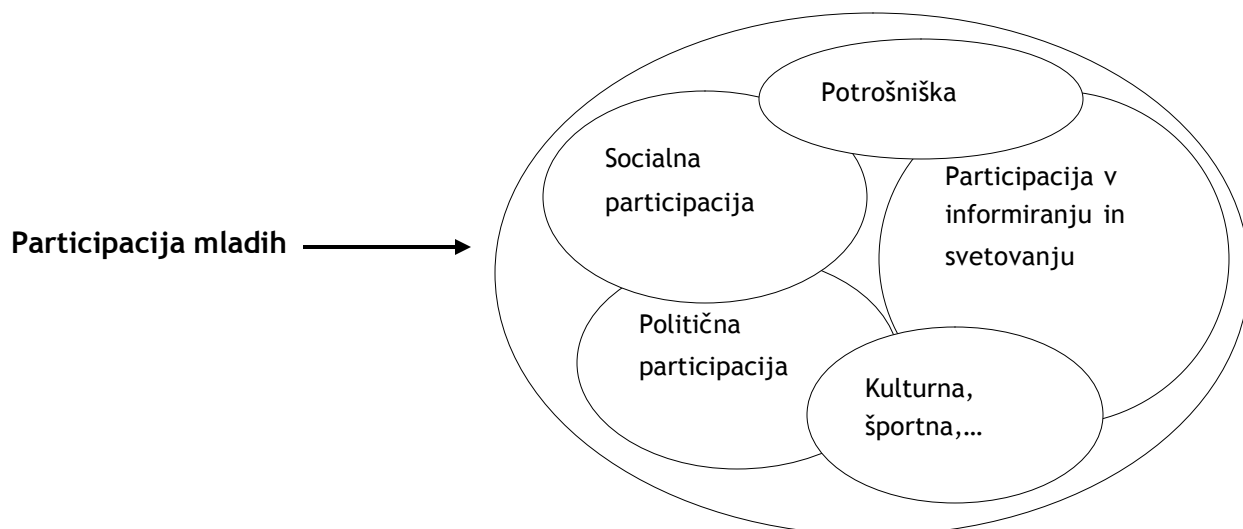 Participacija mladih
Potrošniška
Socialna
participacija
Participacija v
informiranju in
svetovanju
Politična
participacija
Kulturna,
športna,…